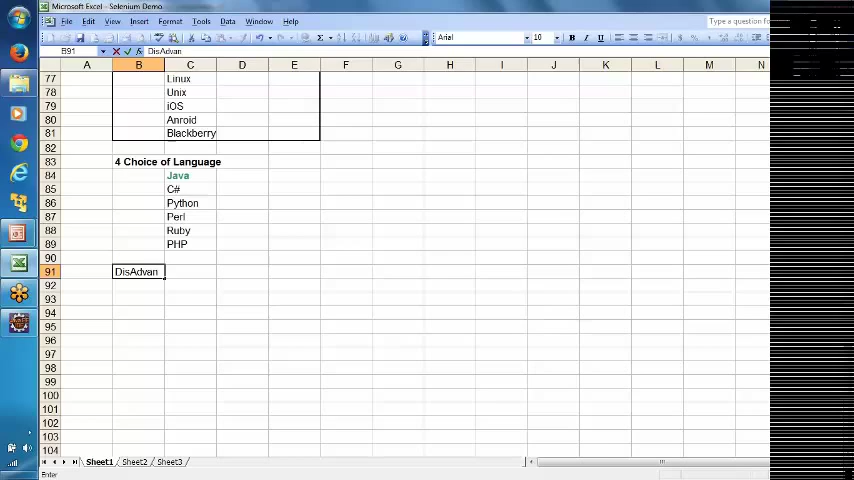 Microsoft Excel - Selenium Demo
File Edit View Insert Format Tools Data Window Help
Type a question fo
Arial 10 B I U
B91 DisAdvan
A B C D E F G H I J K L M N
77 Linux
78 Unix
79 iOS
80 Anroid
81 Blackberry
82
83 4 Choice of Language
84 Java
85 C#
86 Python
87 Perl
88 Ruby
89 PHP
90
91 DisAdvan
92
93
94
95
96
97
98
99
100
101
102
103
104
Sheet1 Sheet2 Sheet3
Enter